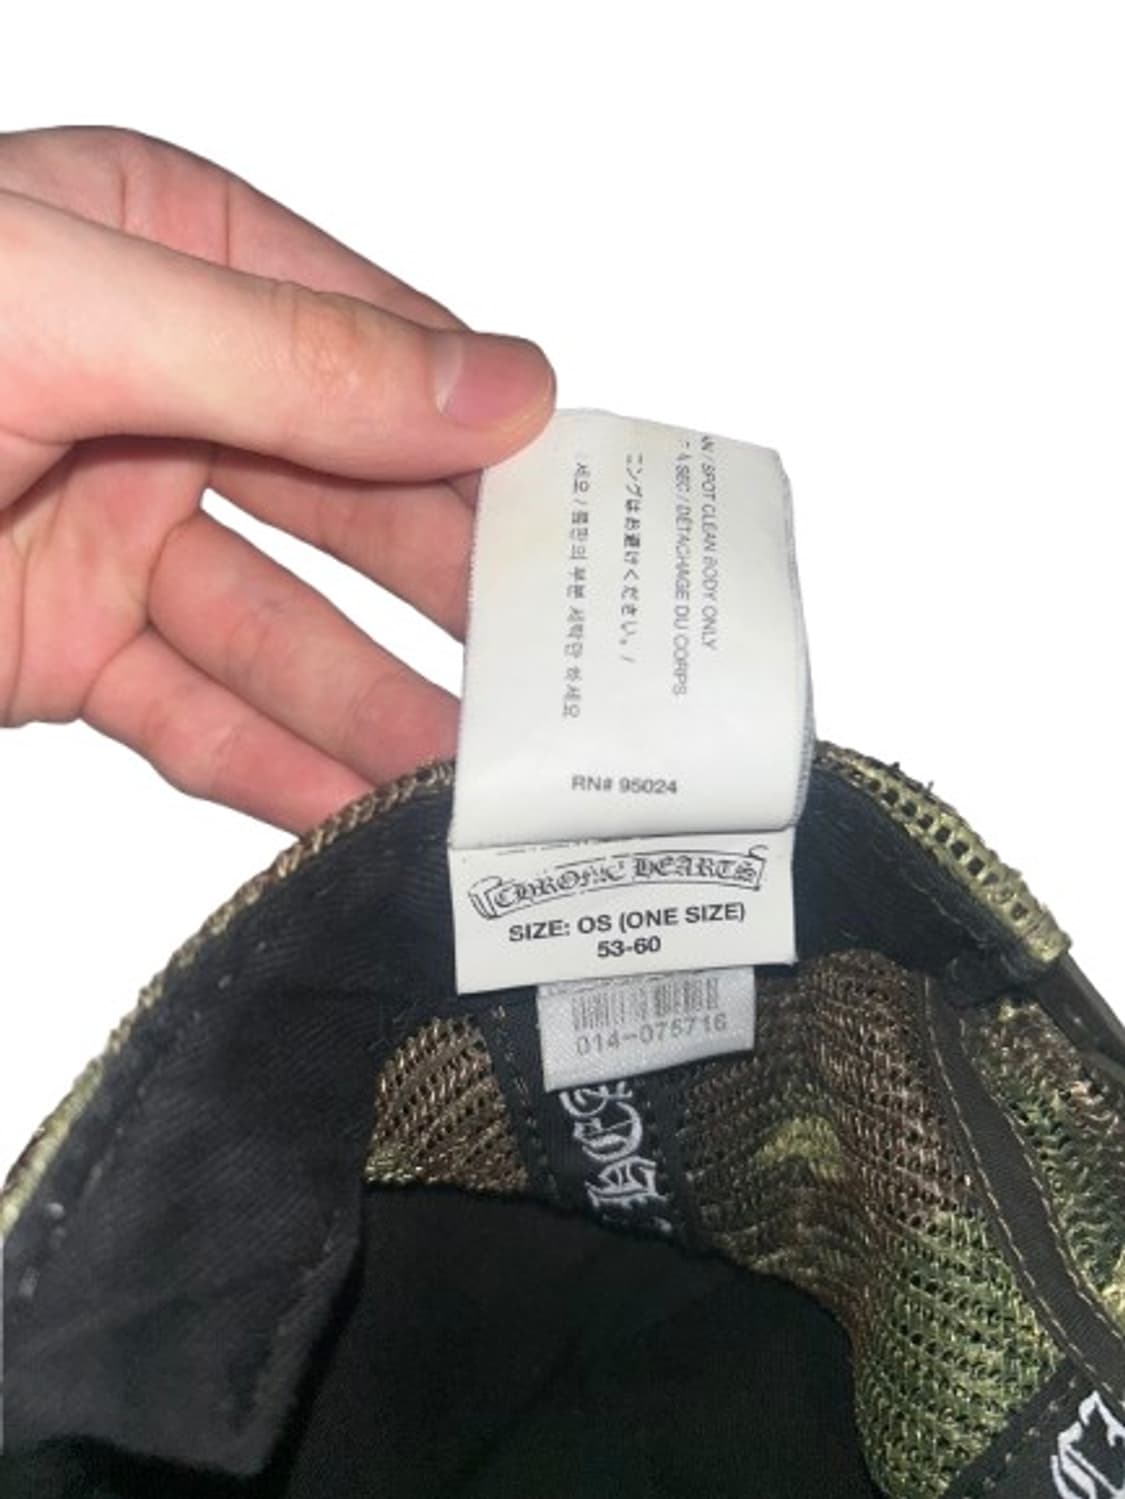 / SPOT CLEAN BODY ONLY
SEC / DÉTACHAGE DU CORPS
ニングはお避けください。/
세요 / 몸판의 부분 세탁만 하세요
RN# 95024
CHROME HEARTS
SIZE: OS (ONE SIZE)
53-60
014-075716